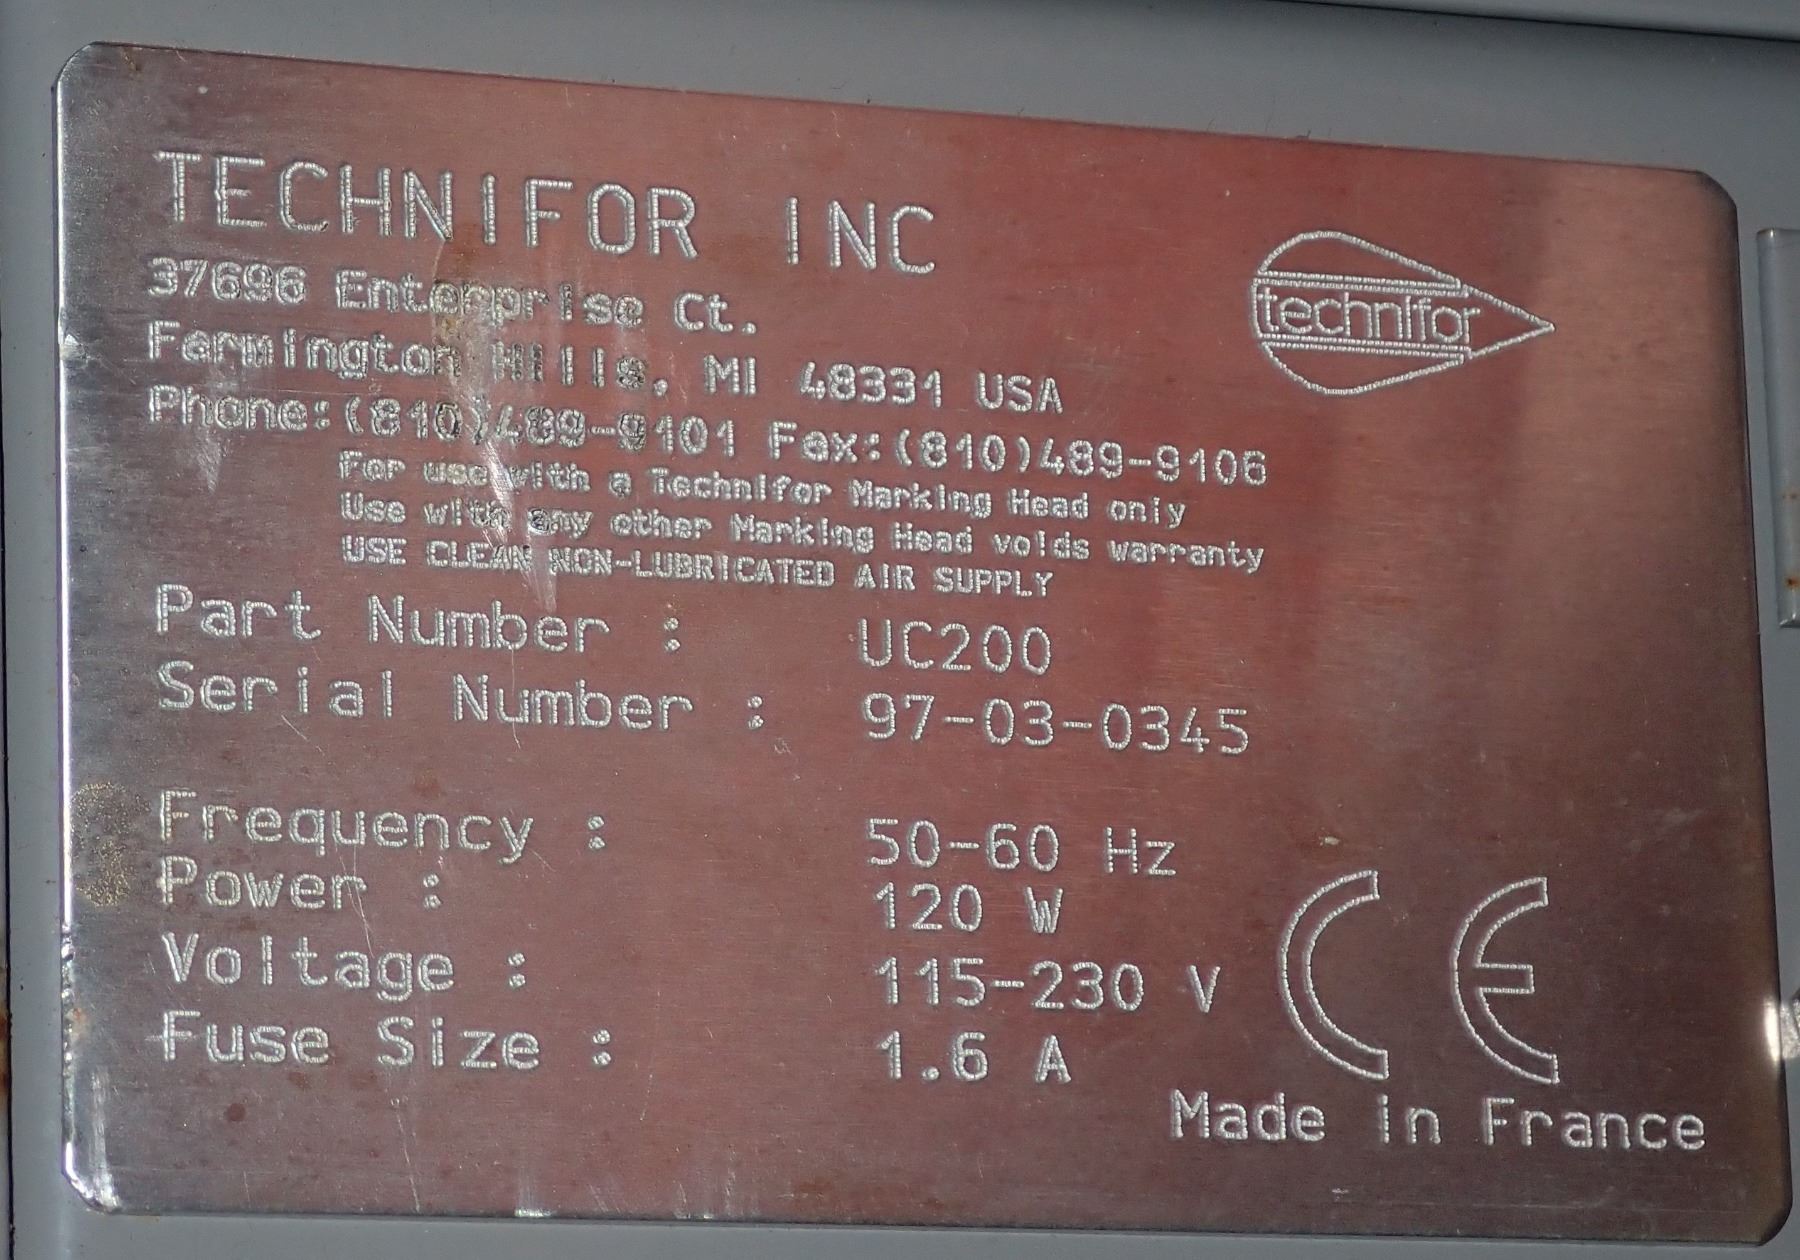 TECHNIFOR INC
technifor
37696 Enterprise Ct.
Farmington Hills, MI 48331 USA
Phone:(810)489-9101 Fax:(810)489-9106
For use with a Technifor Marking Head only
Use with any other Marking Head voids warranty
USE CLEAN NON-LUBRICATED AIR SUPPLY
Part Number : UC200
Serial Number : 97-03-0345
Frequency : 50-60 Hz
Power : 120 W
Voltage : 115-230 V
Fuse Size : 1.6 A
CE
Made in France